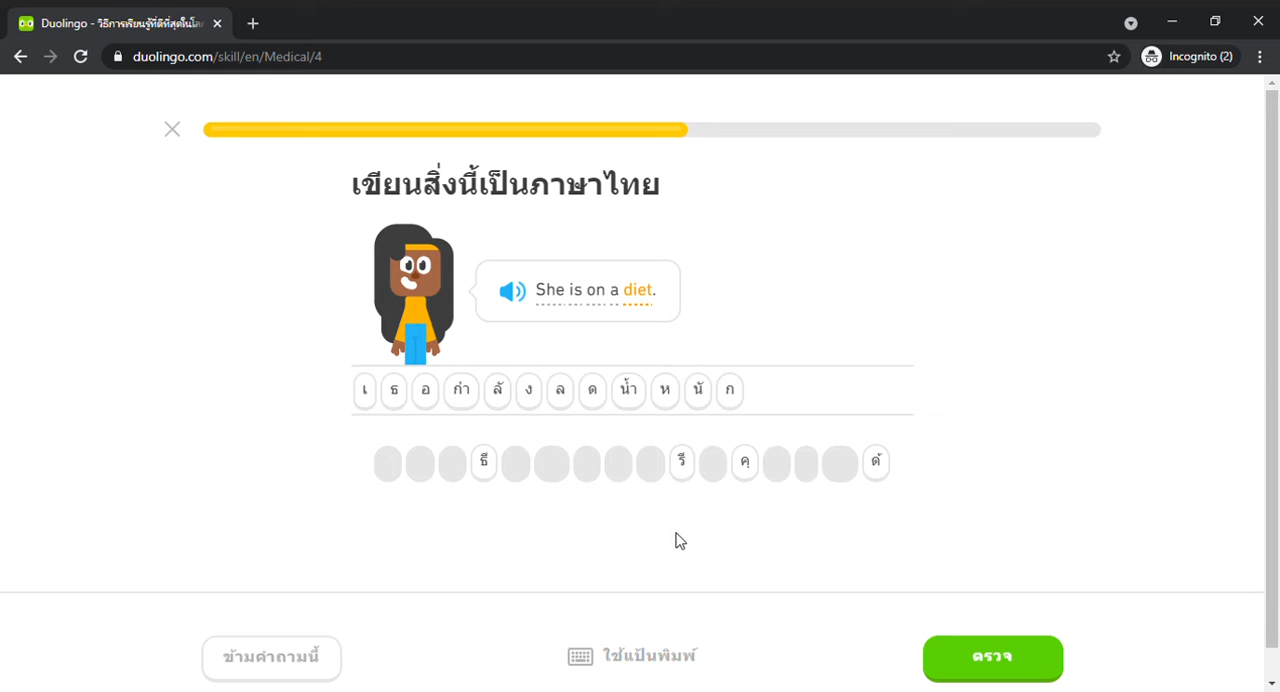 Duolingo - วิธีการเรียนรู้ที่ดีที่สุดในโล
duolingo.com/skill/en/Medical/4
Incognito (2)
เขียนสิ่งนี้เป็นภาษาไทย
She is on a diet.
เ ธ อ กำ ลั ง ล ด น้ำ ห นั ก
ธี รี คุ ด้
ข้ามคำถามนี้
ใช้แป้นพิมพ์
ตรวจ